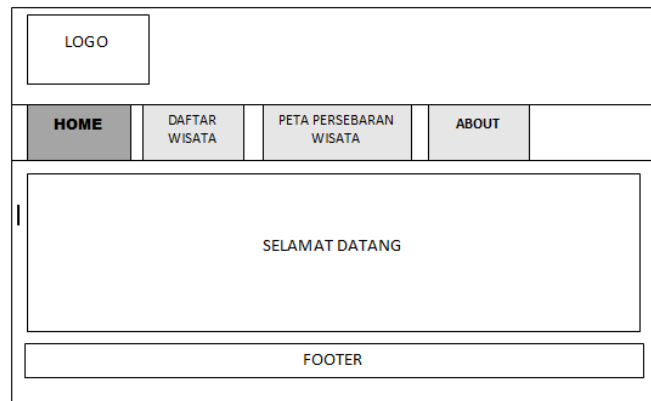 LOGO
HOME
DAFTAR
WISATA
PETA PERSEBARAN
WISATA
ABOUT
SELAMAT DATANG
FOOTER